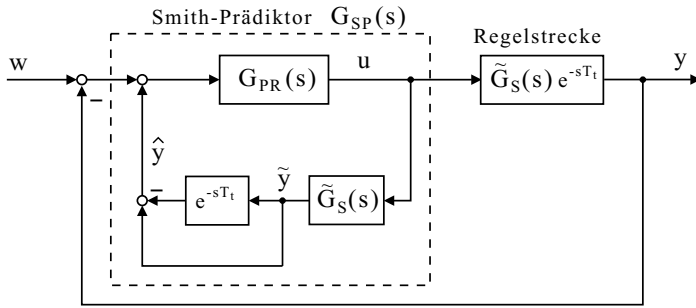 Smith-Prädiktor G_SP(s)
Regelstrecke
w
G_PR(s)
u
G̃_S(s) e^-sT_t
y
−
ŷ
−
e^-sT_t
ỹ
G̃_S(s)